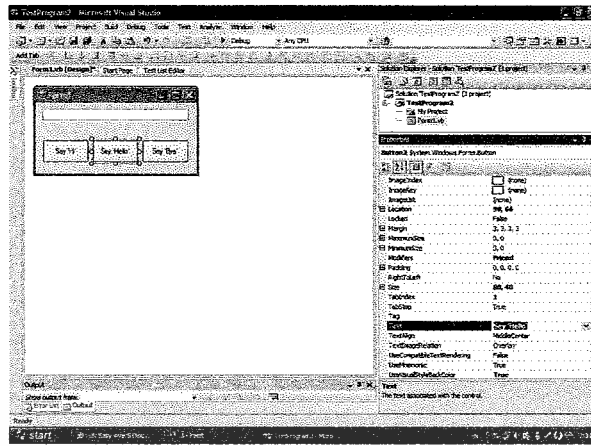 TestProgram2 - Microsoft Visual Studio
File Edit View Project Build Debug Tools Test Analyze Window Help
Debug Any CPU
Add Tab
Form1.vb [Design]* Start Page Test List Editor
Say "Hi" Say "Hello" Say "Bye"
Solution Explorer - Solution 'TestProgram2' (1 project)
Solution 'TestProgram2' (1 project)
TestProgram2
My Project
Form1.vb
Properties
Button2 System.Windows.Forms.Button
ImageIndex (none)
ImageKey (none)
ImageList (none)
Location 98, 66
Locked False
Margin 3, 3, 3, 3
MaximumSize 0, 0
MinimumSize 0, 0
Modifiers Friend
Padding 0, 0, 0, 0
RightToLeft No
Size 80, 40
TabIndex
TabStop True
Tag
Text Say "Hello"
TextAlign MiddleCenter
TextImageRelation Overlay
UseCompatibleTextRendering False
UseMnemonic True
UseVisualStyleBackColor True
Text
The text associated with the control.
Output
Show output from:
Error List Output
Ready
start